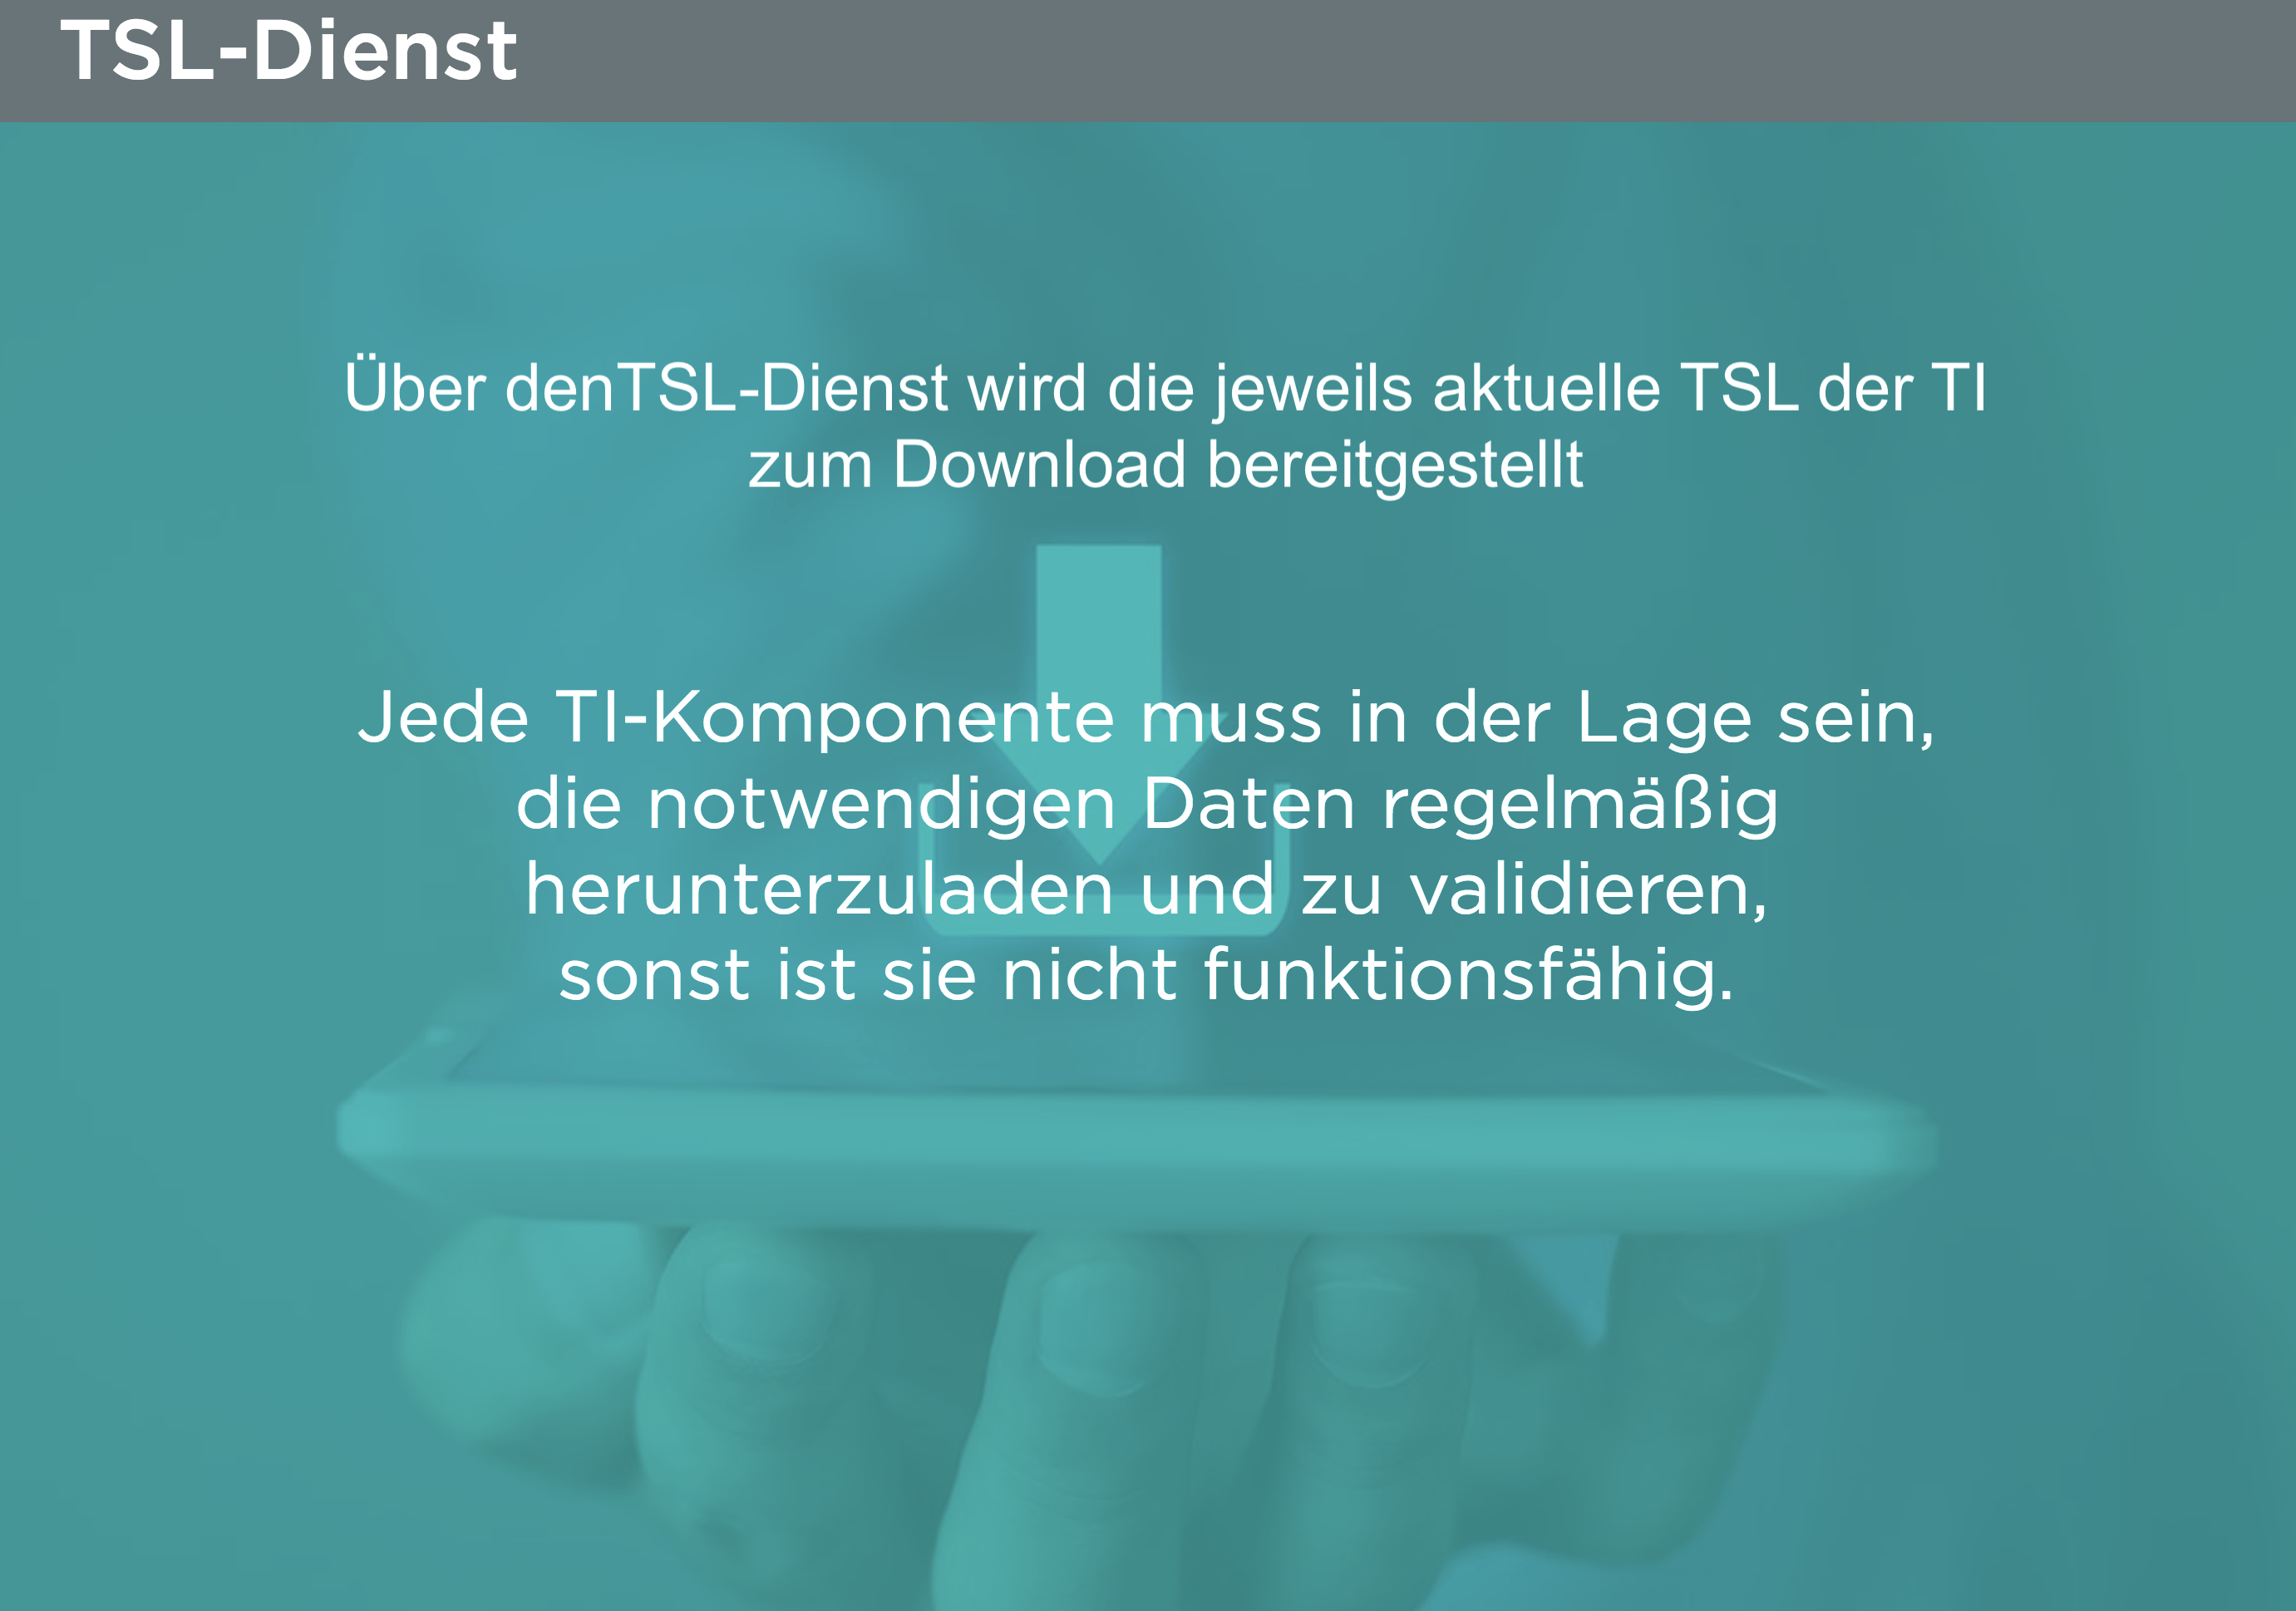 TSL-Dienst
Über denTSL-Dienst wird die jeweils aktuelle TSL der TI
zum Download bereitgestellt
Jede TI-Komponente muss in der Lage sein,
die notwendigen Daten regelmäßig
herunterzuladen und zu validieren,
sonst ist sie nicht funktionsfähig.